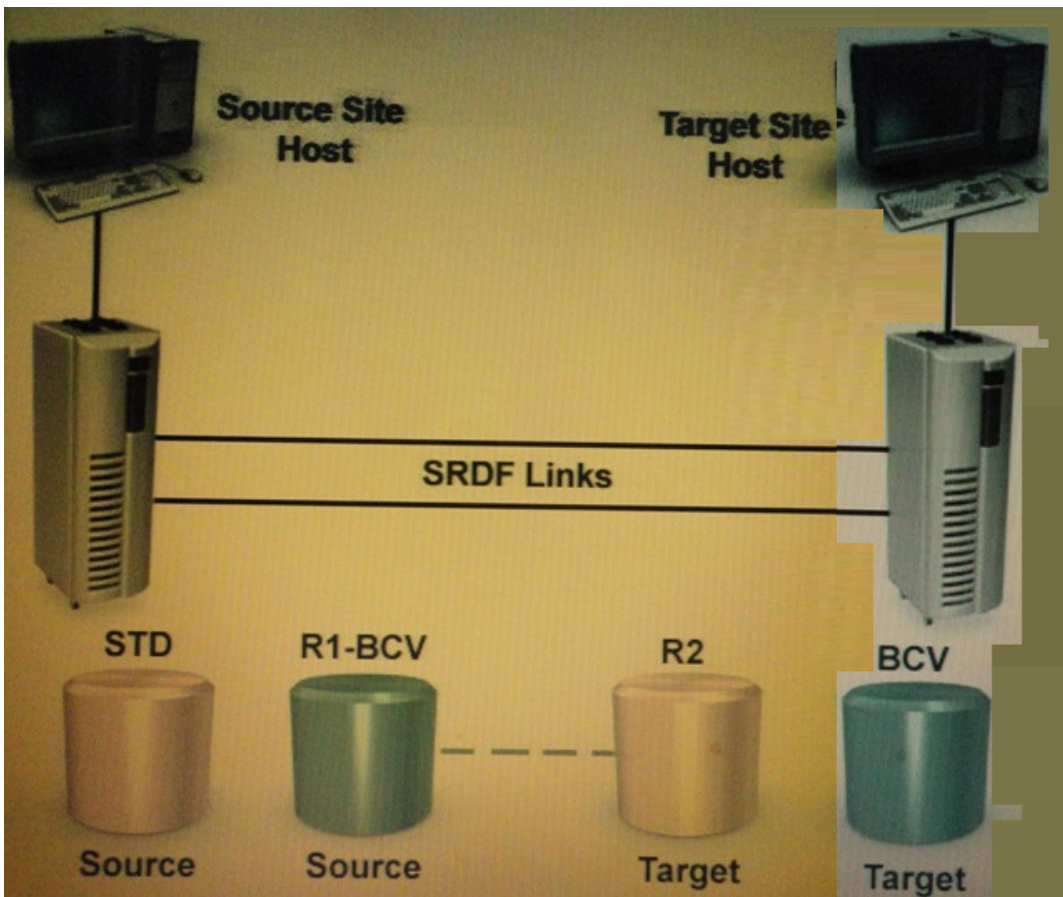 Source Site
Host
Target Site
Host
SRDF Links
STD
R1-BCV
R2
BCV
Source
Source
Target
Target